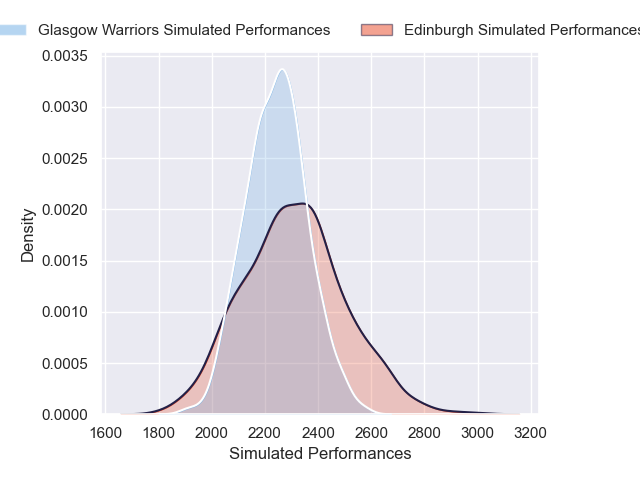 Glasgow Warriors Simulated Performances Edinburgh Simulated Performances
0.0035
0.0030
0.0025
0.0020
0.0015
0.0010
0.0005
0.0000
Density
1600 1800 2000 2200 2400 2600 2800 3000 3200
Simulated Performances